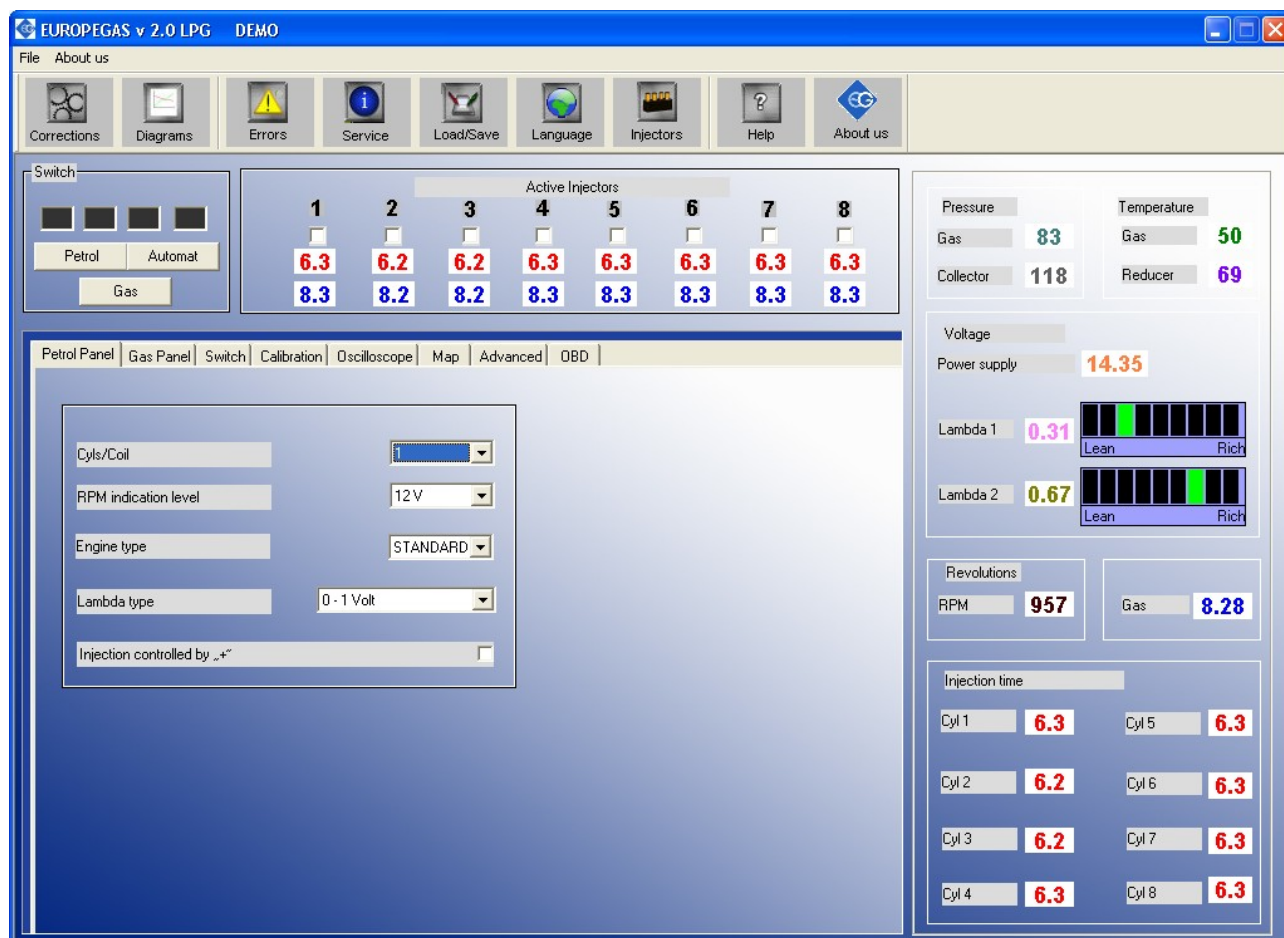 EUROPEGAS v 2.0 LPG DEMO
File About us
Corrections Diagrams Errors Service Load/Save Language Injectors Help About us
Switch
Petrol Automat
Gas
Active Injectors
1 2 3 4 5 6 7 8
6.3 6.2 6.2 6.3 6.3 6.3 6.3 6.3
8.3 8.2 8.2 8.3 8.3 8.3 8.3 8.3
Petrol Panel Gas Panel Switch Calibration Oscilloscope Map Advanced OBD
Cyls/Coil 1
RPM indication level 12 V
Engine type STANDARD
Lambda type 0 - 1 Volt
Injection controlled by „+˝
Pressure
Gas 83
Collector 118
Temperature
Gas 50
Reducer 69
Voltage
Power supply 14.35
Lambda 1 0.31
Lean Rich
Lambda 2 0.67
Lean Rich
Revolutions
RPM 957
Gas 8.28
Injection time
Cyl 1 6.3 Cyl 5 6.3
Cyl 2 6.2 Cyl 6 6.3
Cyl 3 6.2 Cyl 7 6.3
Cyl 4 6.3 Cyl 8 6.3